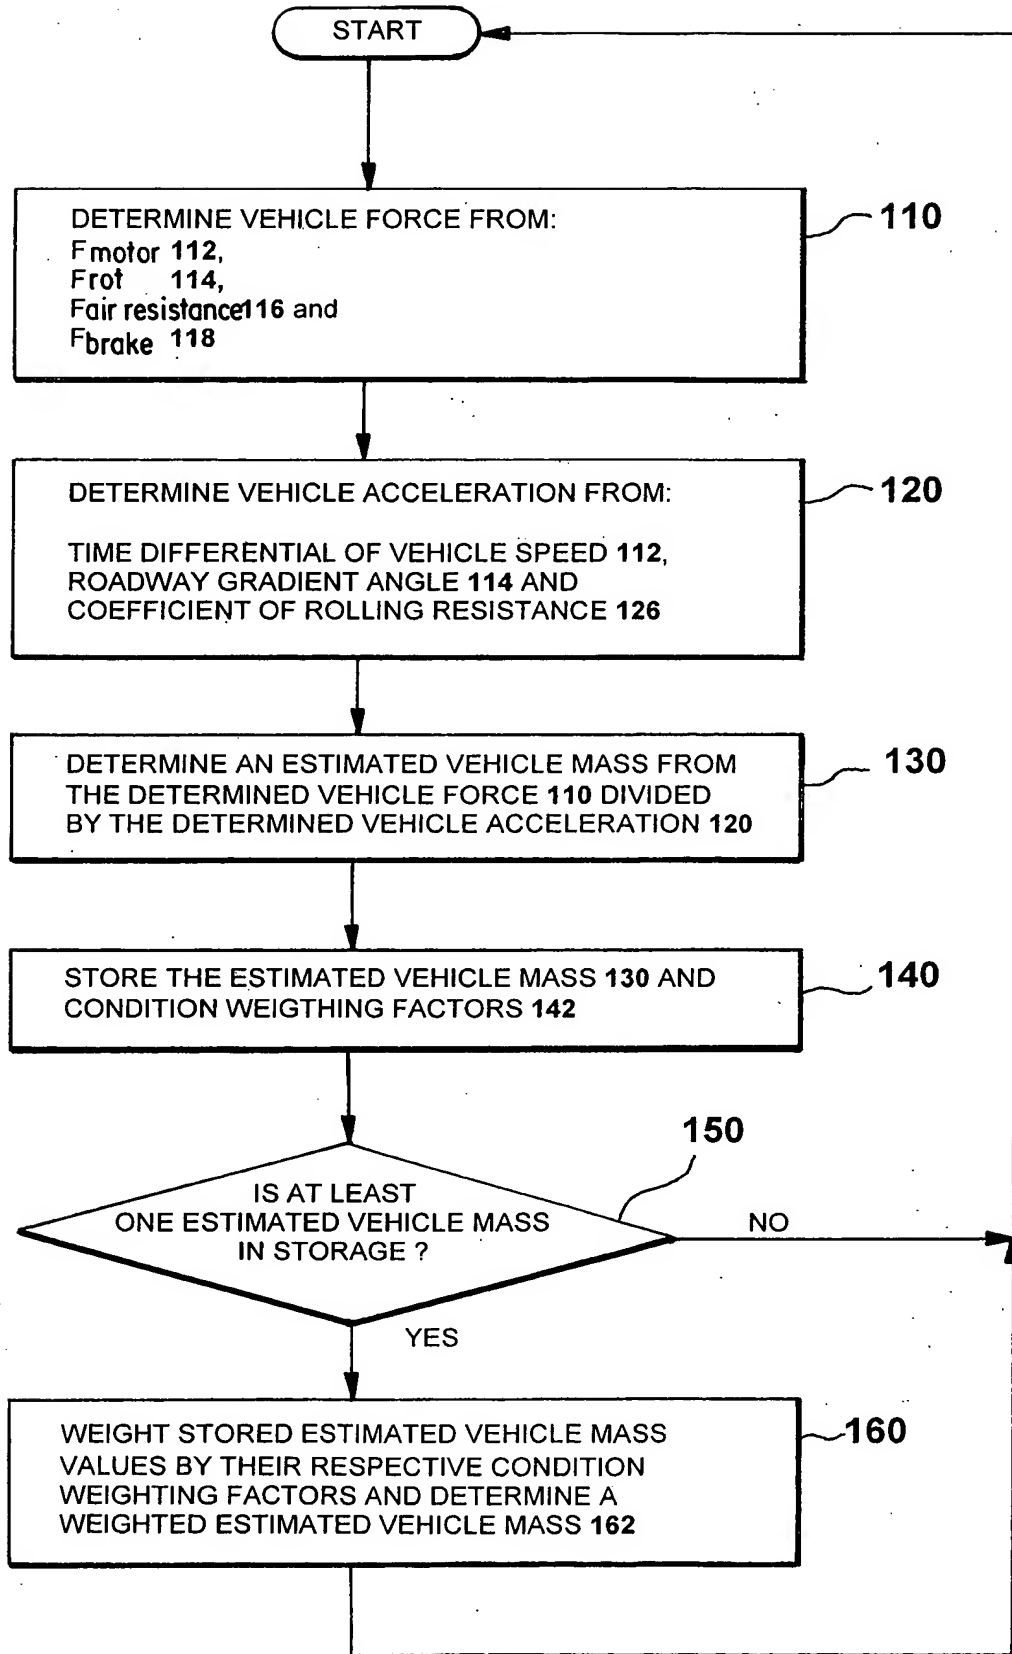 START
DETERMINE VEHICLE FORCE FROM:
Fmotor 112,
Frot 114,
Fair resistance116 and
Fbrake 118
110
DETERMINE VEHICLE ACCELERATION FROM:
TIME DIFFERENTIAL OF VEHICLE SPEED 112,
ROADWAY GRADIENT ANGLE 114 AND
COEFFICIENT OF ROLLING RESISTANCE 126
120
DETERMINE AN ESTIMATED VEHICLE MASS FROM
THE DETERMINED VEHICLE FORCE 110 DIVIDED
BY THE DETERMINED VEHICLE ACCELERATION 120
130
STORE THE ESTIMATED VEHICLE MASS 130 AND
CONDITION WEIGTHING FACTORS 142
140
150
IS AT LEAST
ONE ESTIMATED VEHICLE MASS
IN STORAGE ?
NO
YES
WEIGHT STORED ESTIMATED VEHICLE MASS
VALUES BY THEIR RESPECTIVE CONDITION
WEIGHTING FACTORS AND DETERMINE A
WEIGHTED ESTIMATED VEHICLE MASS 162
160